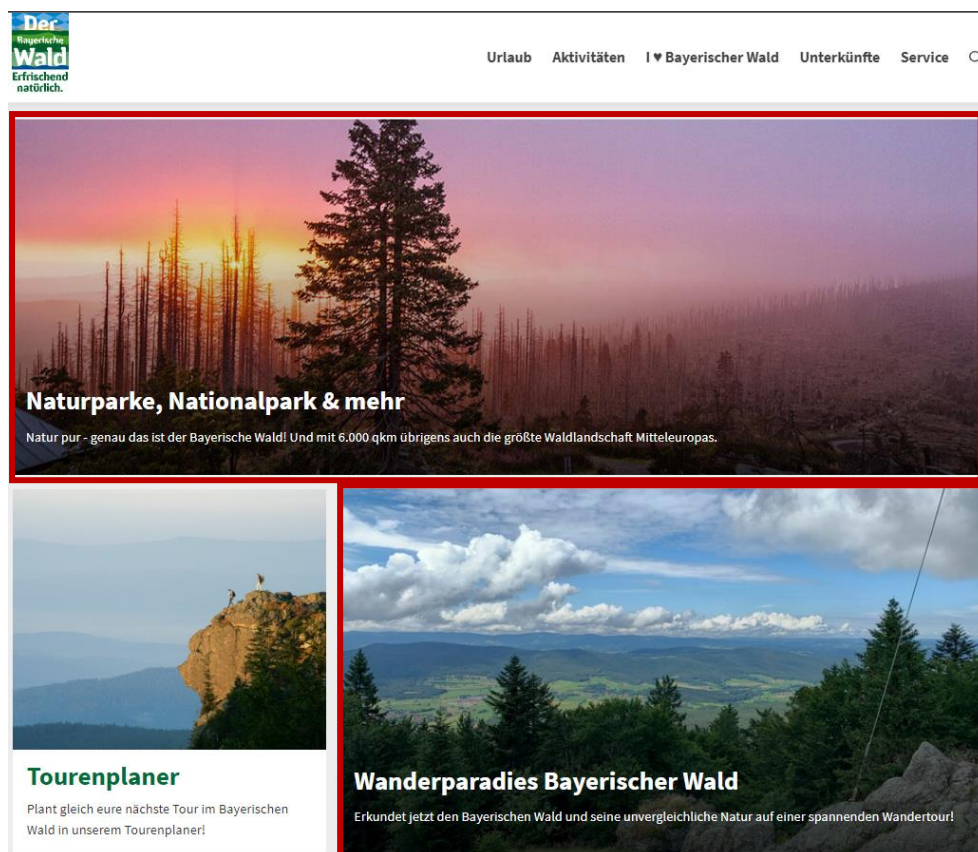 Der
Bayerische
Wald
Erfrischend
natürlich.
Urlaub Aktivitäten I ♥ Bayerischer Wald Unterkünfte Service
Naturparke, Nationalpark & mehr
Natur pur - genau das ist der Bayerische Wald! Und mit 6.000 qkm übrigens auch die größte Waldlandschaft Mitteleuropas.
Tourenplaner
Plant gleich eure nächste Tour im Bayerischen
Wald in unserem Tourenplaner!
Wanderparadies Bayerischer Wald
Erkundet jetzt den Bayerischen Wald und seine unvergleichliche Natur auf einer spannenden Wandertour!